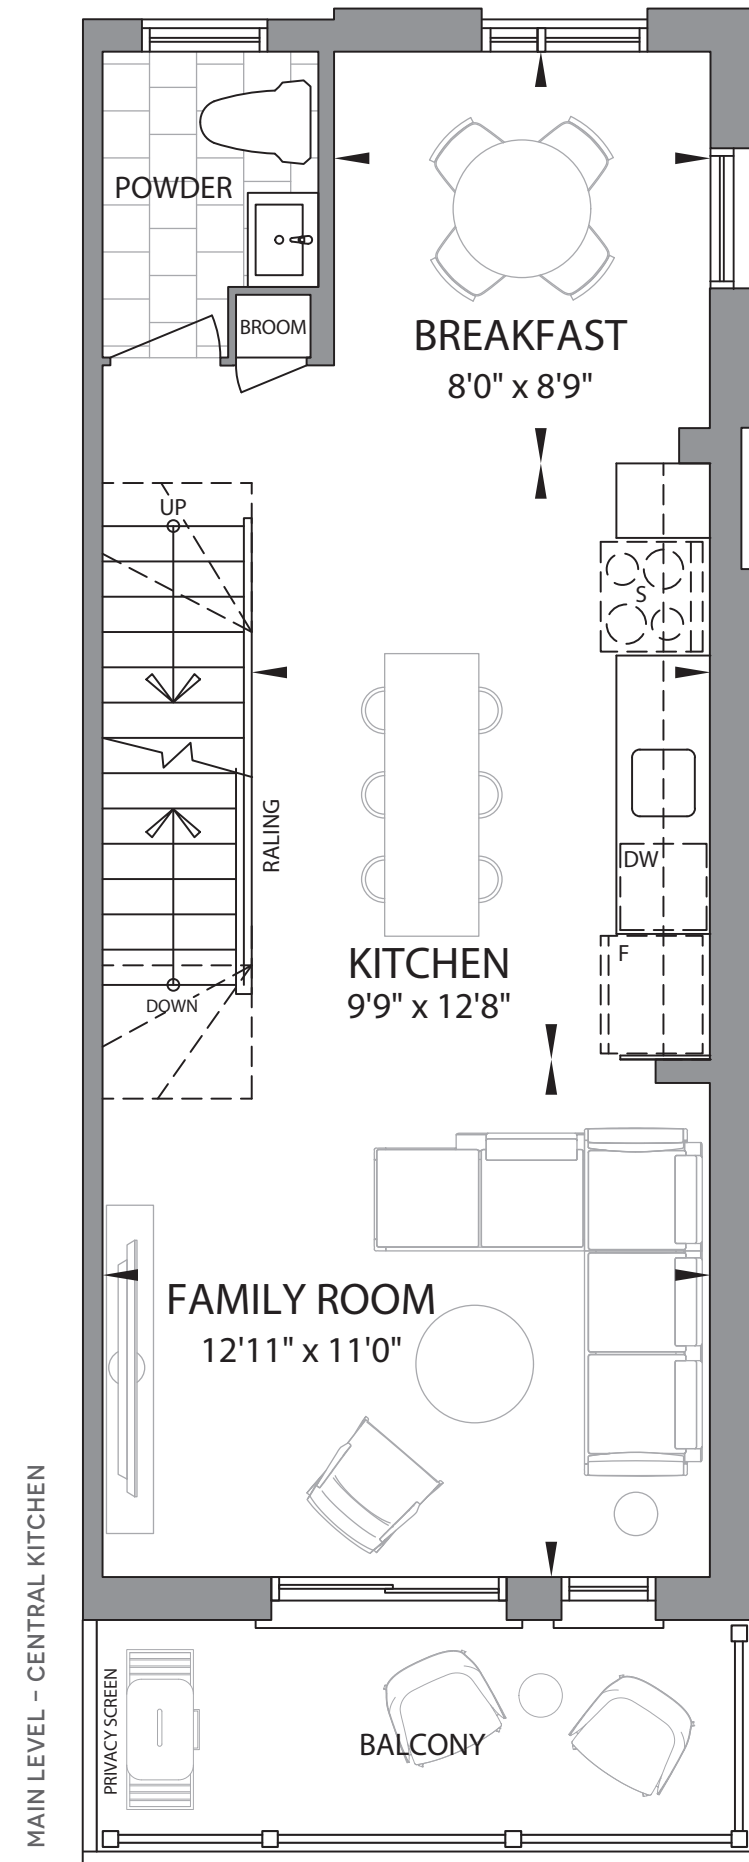 POWDER
BROOM
BREAKFAST
8'0" x 8'9"
UP
S
RALING
DW
KITCHEN
9'9" x 12'8"
F
DOWN
FAMILY ROOM
12'11" x 11'0"
MAIN LEVEL – CENTRAL KITCHEN
PRIVACY SCREEN
BALCONY